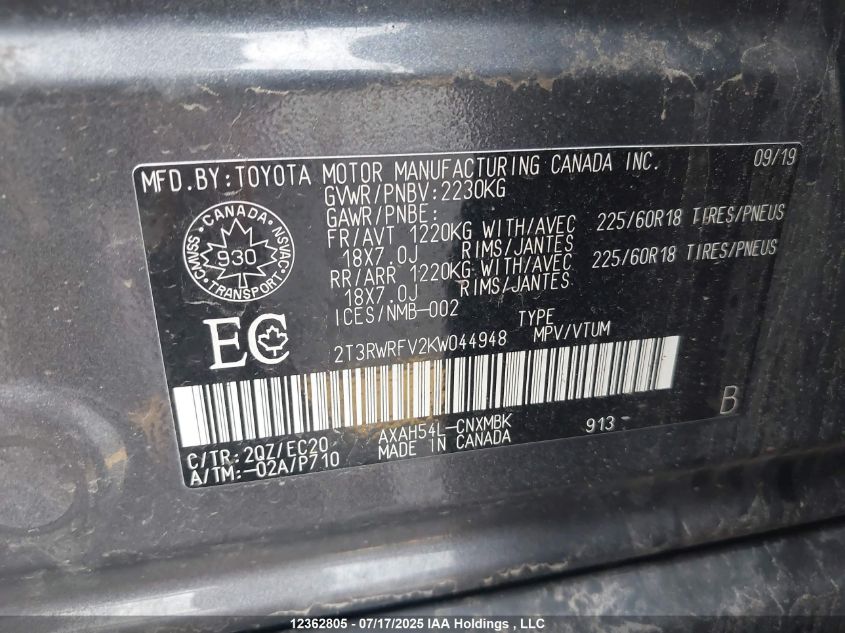 MFD.BY:TOYOTA MOTOR MANUFACTURING CANADA INC. 09/19
GVWR/PNBV:2230KG
GAWR/PNBE:
FR/AVT 1220KG WITH/AVEC 225/60R18 TIRES/PNEUS
18X7.0J RIMS/JANTES
RR/ARR 1220KG WITH/AVEC 225/60R18 TIRES/PNEUS
18X7.0J RIMS/JANTES
ICES/NMB-002
CANADA
CMVSS 930 NSVAC
TRANSPORT
EC
TYPE
2T3RWRFV2KW044948 MPV/VTUM
B
C/TR:2QZ/EC20 AXAH54L-CNXMBK 913
A/TM:-02A/P710 MADE IN CANADA
12362805 - 07/17/2025 IAA Holdings , LLC